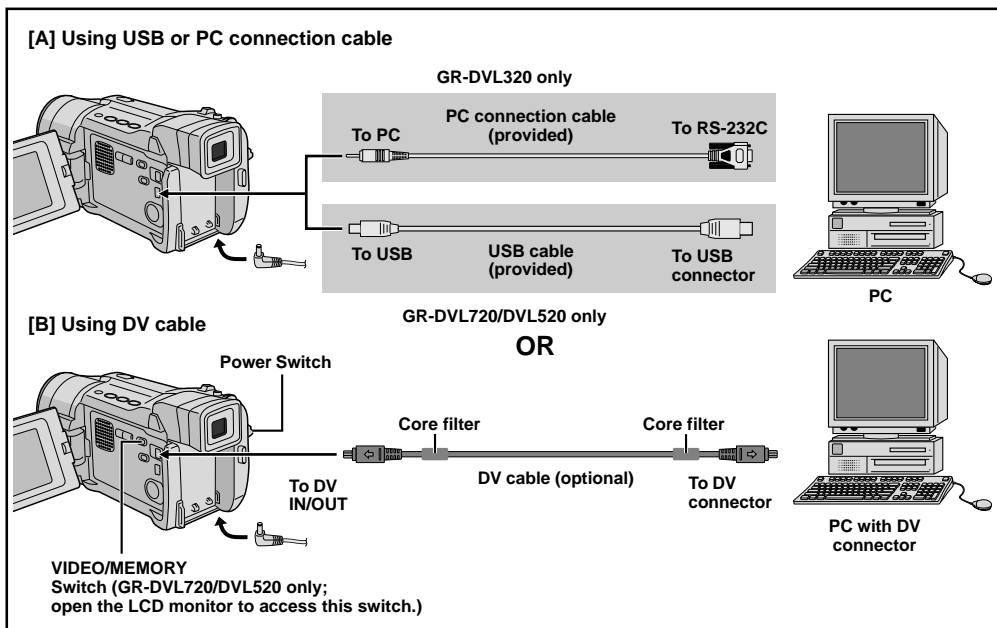 [A] Using USB or PC connection cable
GR-DVL320 only
PC connection cable
(provided)
To PC
To RS-232C
To USB
USB cable
(provided)
To USB
connector
PC
GR-DVL720/DVL520 only
OR
[B] Using DV cable
Power Switch
Core filter
Core filter
DV cable (optional)
To DV
IN/OUT
To DV
connector
PC with DV
connector
VIDEO/MEMORY
Switch (GR-DVL720/DVL520 only;
open the LCD monitor to access this switch.)